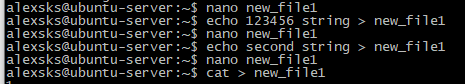 alexsks@ubuntu-server:~$ nano new_file1
alexsks@ubuntu-server:~$ echo 123456 string > new_file1
alexsks@ubuntu-server:~$ nano new_file1
alexsks@ubuntu-server:~$ echo second string > new_file1
alexsks@ubuntu-server:~$ nano new_file1
alexsks@ubuntu-server:~$ cat > new_file1